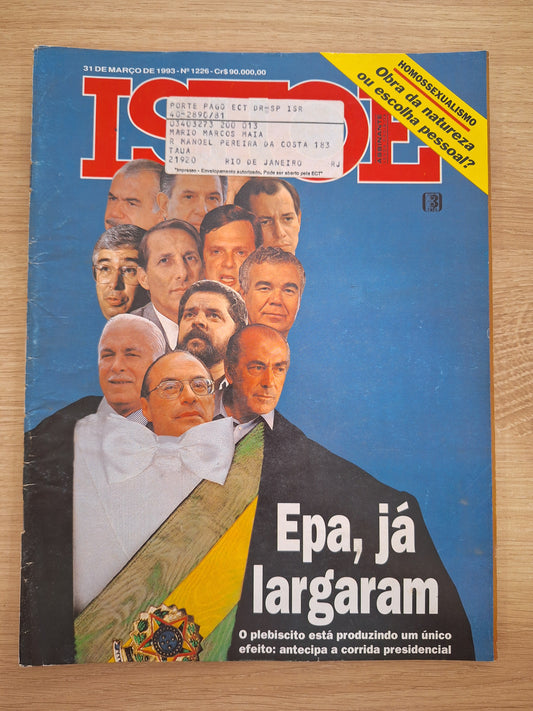 31 DE MARÇO DE 1993 - Nº 1226 - Cr$ 90.000,00
ISTOÉ
ASSINANTE
HOMOSSEXUALISMO
Obra da natureza
ou escolha pessoal?
PORTE PAGO ECT DR-SP ISR
40-2890/81
03403273 200 013
MARIO MARCOS MAIA
R MANOEL PEREIRA DA COSTA 183
TAUA
21920 RIO DE JANEIRO RJ
"Impresso - Envelopamento autorizado. Pode ser aberto pela ECT"
3
Epa, já
largaram
O plebiscito está produzindo um único
efeito: antecipa a corrida presidencial